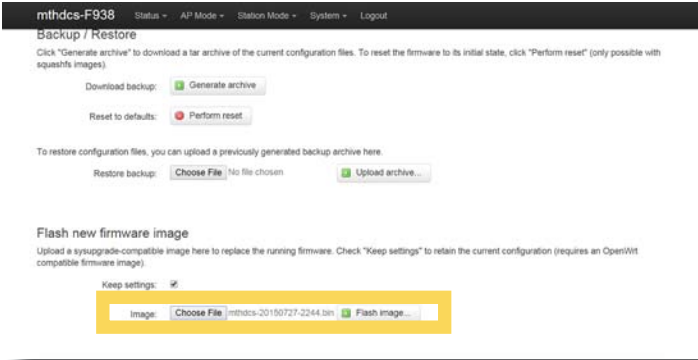 mthdcs-F938 Status AP Mode Station Mode System Logout
Backup / Restore
Click "Generate archive" to download a tar archive of the current configuration files. To reset the firmware to its initial state, click "Perform reset" (only possible with
squashfs images).
Download backup: Generate archive
Reset to defaults: Perform reset
To restore configuration files, you can upload a previously generated backup archive here.
Restore backup: Choose File No file chosen Upload archive...
Flash new firmware image
Upload a sysupgrade-compatible image here to replace the running firmware. Check "Keep settings" to retain the current configuration (requires an OpenWrt
compatible firmware image).
Keep settings:
Image: Choose File mthdcs-20150727-2244.bin Flash image...